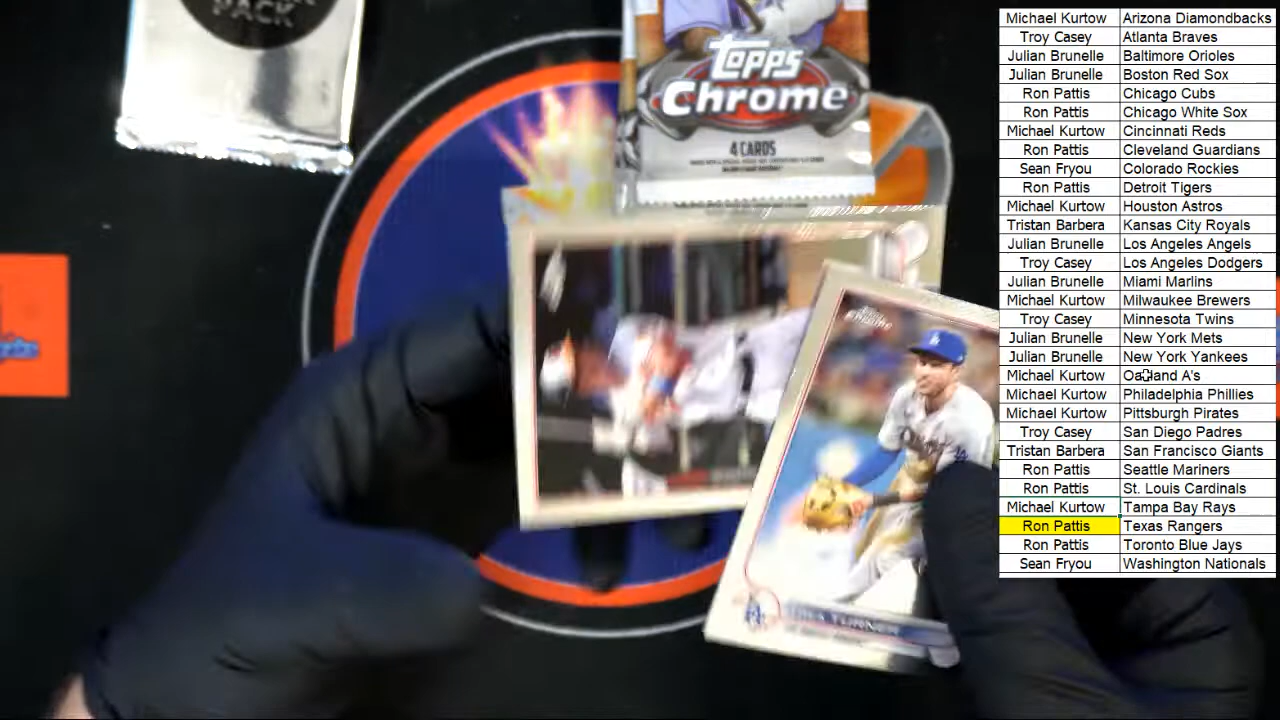 PACK
Topps
Chrome
4 CARDS
Topps
Chrome
TREA TURNER
Michael Kurtow Arizona Diamondbacks
Troy Casey Atlanta Braves
Julian Brunelle Baltimore Orioles
Julian Brunelle Boston Red Sox
Ron Pattis Chicago Cubs
Ron Pattis Chicago White Sox
Michael Kurtow Cincinnati Reds
Ron Pattis Cleveland Guardians
Sean Fryou Colorado Rockies
Ron Pattis Detroit Tigers
Michael Kurtow Houston Astros
Tristan Barbera Kansas City Royals
Julian Brunelle Los Angeles Angels
Troy Casey Los Angeles Dodgers
Julian Brunelle Miami Marlins
Michael Kurtow Milwaukee Brewers
Troy Casey Minnesota Twins
Julian Brunelle New York Mets
Julian Brunelle New York Yankees
Michael Kurtow Oakland A's
Michael Kurtow Philadelphia Phillies
Michael Kurtow Pittsburgh Pirates
Troy Casey San Diego Padres
Tristan Barbera San Francisco Giants
Ron Pattis Seattle Mariners
Ron Pattis St. Louis Cardinals
Michael Kurtow Tampa Bay Rays
Ron Pattis Texas Rangers
Ron Pattis Toronto Blue Jays
Sean Fryou Washington Nationals